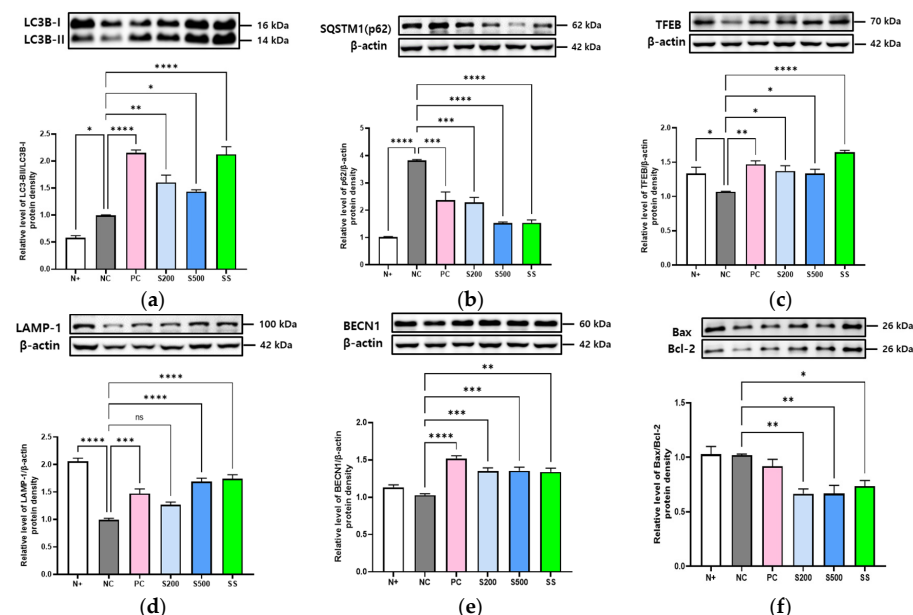 LC3B-I
16 kDa
LC3B-II
14 kDa
****
*
**
* ****
Relative level of LC3-BII/LC3B-I
protein density
2.5
2.0
1.5
1.0
0.5
0.0
N+ NC PC S200 S500 SS
(a)
SQSTM1(p62)
62 kDa
β-actin
42 kDa
****
****
***
**** ***
Relative level of p62/β-actin
protein density
5
4
3
2
1
0
N+ NC PC S200 S500 SS
(b)
TFEB
70 kDa
β-actin
42 kDa
****
*
*
* **
Relative level of TFEB/β-actin
protein density
2.0
1.5
1.0
0.5
0.0
N+ NC PC S200 S500 SS
(c)
LAMP-1
100 kDa
β-actin
42 kDa
****
****
ns
**** ***
Relative level of LAMP-1/β-actin
protein density
2.5
2.0
1.5
1.0
0.5
0.0
N+ NC PC S200 S500 SS
(d)
BECN1
60 kDa
β-actin
42 kDa
**
***
***
****
Relative level of BECN1/β-actin
protein density
2.0
1.5
1.0
0.5
0.0
N+ NC PC S200 S500 SS
(e)
Bax
26 kDa
Bcl-2
26 kDa
*
**
**
Relative level of Bax/Bcl-2
protein density
1.5
1.0
0.5
0.0
N+ NC PC S200 S500 SS
(f)